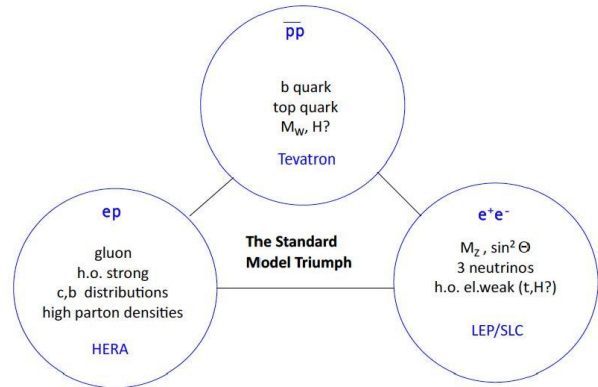 p̅p̅
b quark
top quark
M_W, H?
Tevatron
ep
gluon
h.o. strong
c,b distributions
high parton densities
HERA
The Standard
Model Triumph
e⁺e⁻
M_Z , sin² Θ
3 neutrinos
h.o. el.weak (t,H?)
LEP/SLC